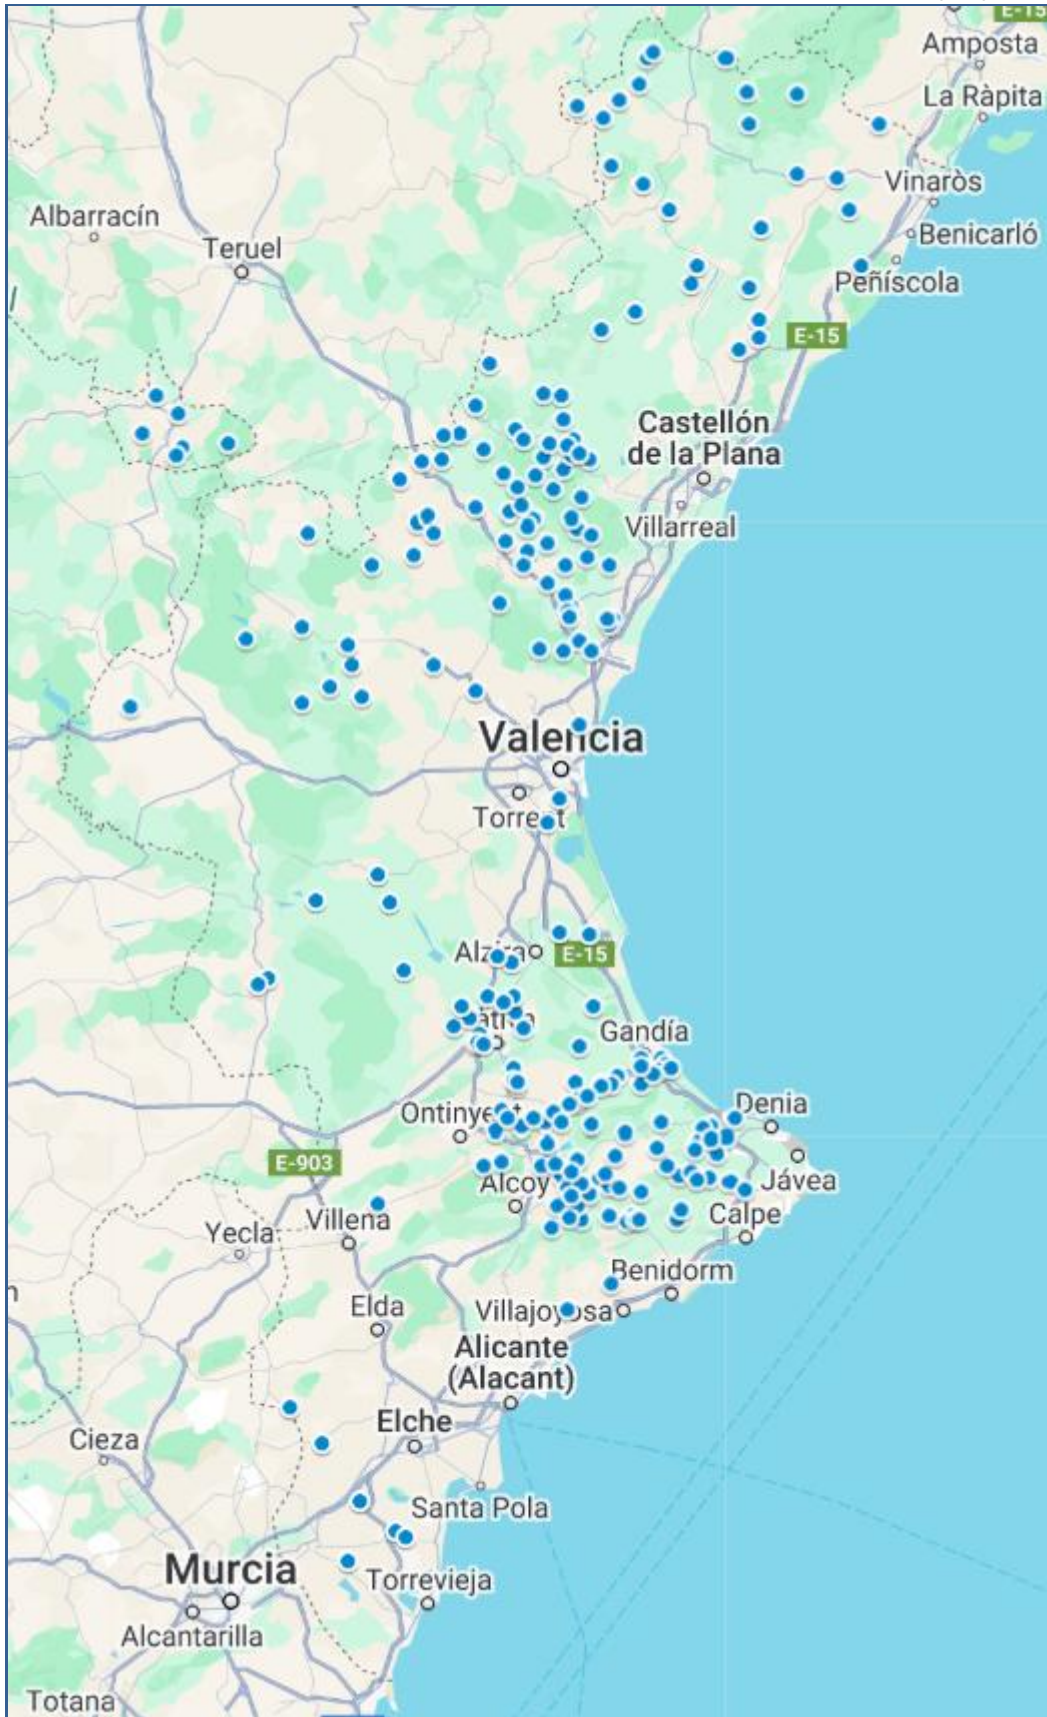 E-15
Amposta
La Ràpita
Vinaròs
Albarracín
Benicarló
Teruel
Peñíscola
E-15
Castellón
de la Plana
Villarreal
Valencia
Torrent
Alzira
E-15
Gandía
Denia
Ontinyent
E-903
Jávea
Alcoy
Calpe
Villena
Yecla
Benidorm
Elda
Villajoyosa
Alicante
(Alacant)
Elche
Cieza
Santa Pola
Murcia
Torrevieja
Alcantarilla
Totana